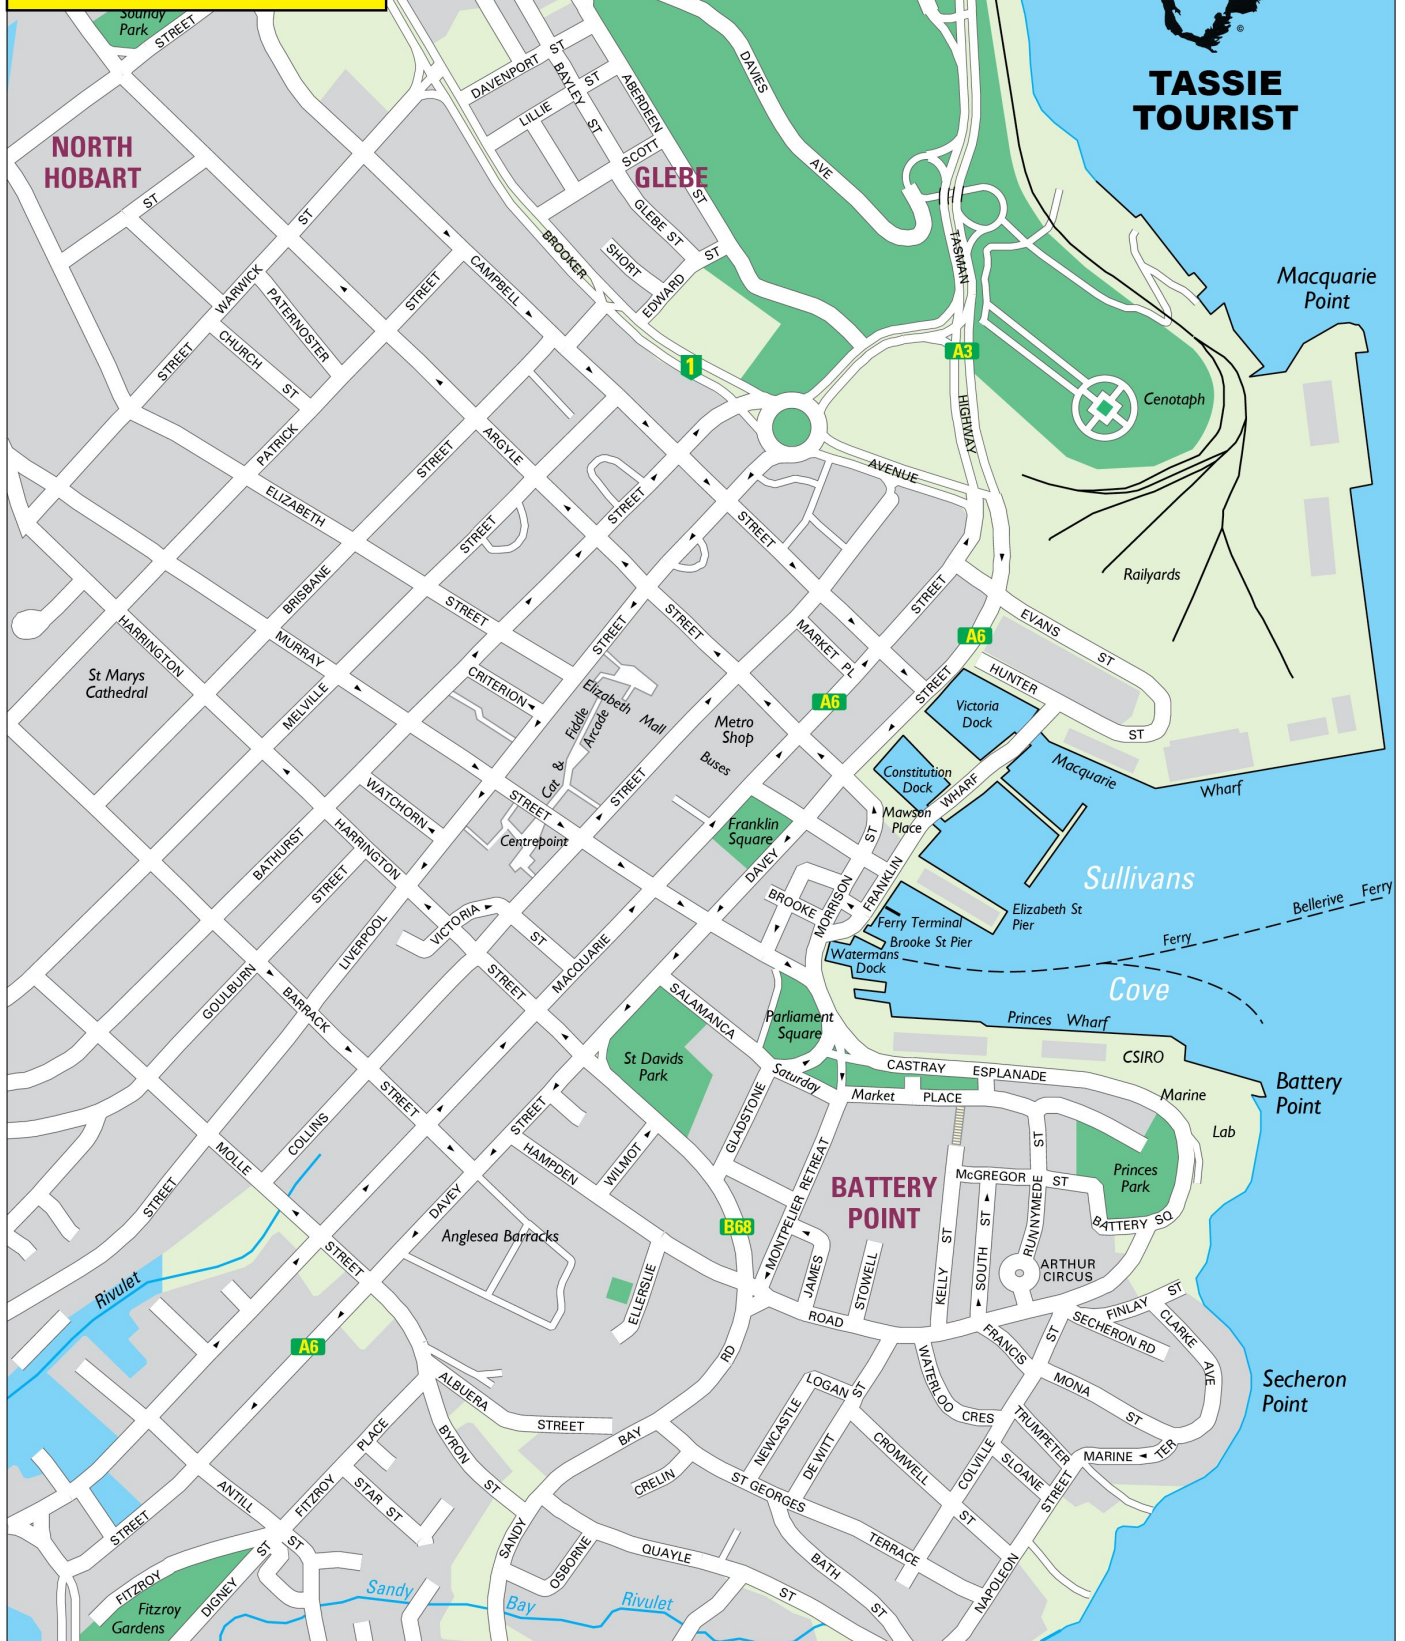 Soundy
Park
STREET
TASSIE
TOURIST
©
NORTH
HOBART
DAVENPORT ST
BAYLEY ST
LILLIE ST
ABERDEEN ST
SCOTT
GLEBE
GLEBE ST
SHORT
EDWARD ST
DAVIES
AVE
BROOKER
TASMAN
HIGHWAY
ST
ST
WARWICK
STREET
PATERNOSTER
CHURCH ST
PATRICK
STREET
CAMPBELL
Macquarie
Point
1
A3
Cenotaph
AVENUE
ARGYLE
STREET
ELIZABETH
STREET
STREET
STREET
BRISBANE
STREET
Railyards
STREET
STREET
STREET
MARKET PL
EVANS
ST
A6
HUNTER
ST
STREET
HARRINGTON
MURRAY
MELVILLE
St Marys
Cathedral
CRITERION
Elizabeth
Mall
Cat & Fiddle
Arcade
Metro
Shop
Buses
A6
Victoria
Dock
Constitution
Dock
WHARF
Macquarie
Wharf
Mawson
Place
WATCHORN
STREET
STREET
Centrepoint
Franklin
Square
DAVEY
ST
BATHURST
STREET
HARRINGTON
BROOKE
MORRISON
FRANKLIN
Sullivans
Elizabeth St
Pier
Bellerive Ferry
Ferry
Ferry Terminal
Brooke St Pier
Watermans
Dock
Cove
VICTORIA
ST
LIVERPOOL
MACQUARIE
STREET
GOULBURN
BARRACK
SALAMANCA
Parliament
Square
Princes Wharf
CSIRO
St Davids
Park
Saturday
Market
PLACE
CASTRAY
ESPLANADE
Marine
Lab
Battery
Point
STREET
STREET
GLADSTONE
COLLINS
MOLLE
HAMPDEN
WILMOT
MONTPELIER RETREAT
BATTERY
POINT
McGREGOR ST
RUNNYMEDE ST
Princes
Park
BATTERY SQ
STREET
DAVEY
STREET
Anglesea Barracks
B68
KELLY ST
SOUTH ST
ARTHUR
CIRCUS
Rivulet
ELLERSLIE
JAMES
STOWELL
ROAD
FINLAY ST
SECHERON RD
CLARKE
AVE
FRANCIS
ST
A6
RD
WATERLOO
CRES
MONA
ST
Secheron
Point
ALBUERA
STREET
LOGAN
ST
NEWCASTLE
DE WITT
CROMWELL
ST
TRUMPETER
MARINE TER
BYRON
ST
BAY
PLACE
FITZROY
STAR ST
CRELIN
ST GEORGES
TERRACE
COLVILLE
SLOANE
STREET
ANTILL
ST
STREET
SANDY
OSBORNE
QUAYLE
ST
BATH
ST
NAPOLEON
FITZROY
ST
DIGNEY
Fitzroy
Gardens
Sandy
Bay
Rivulet